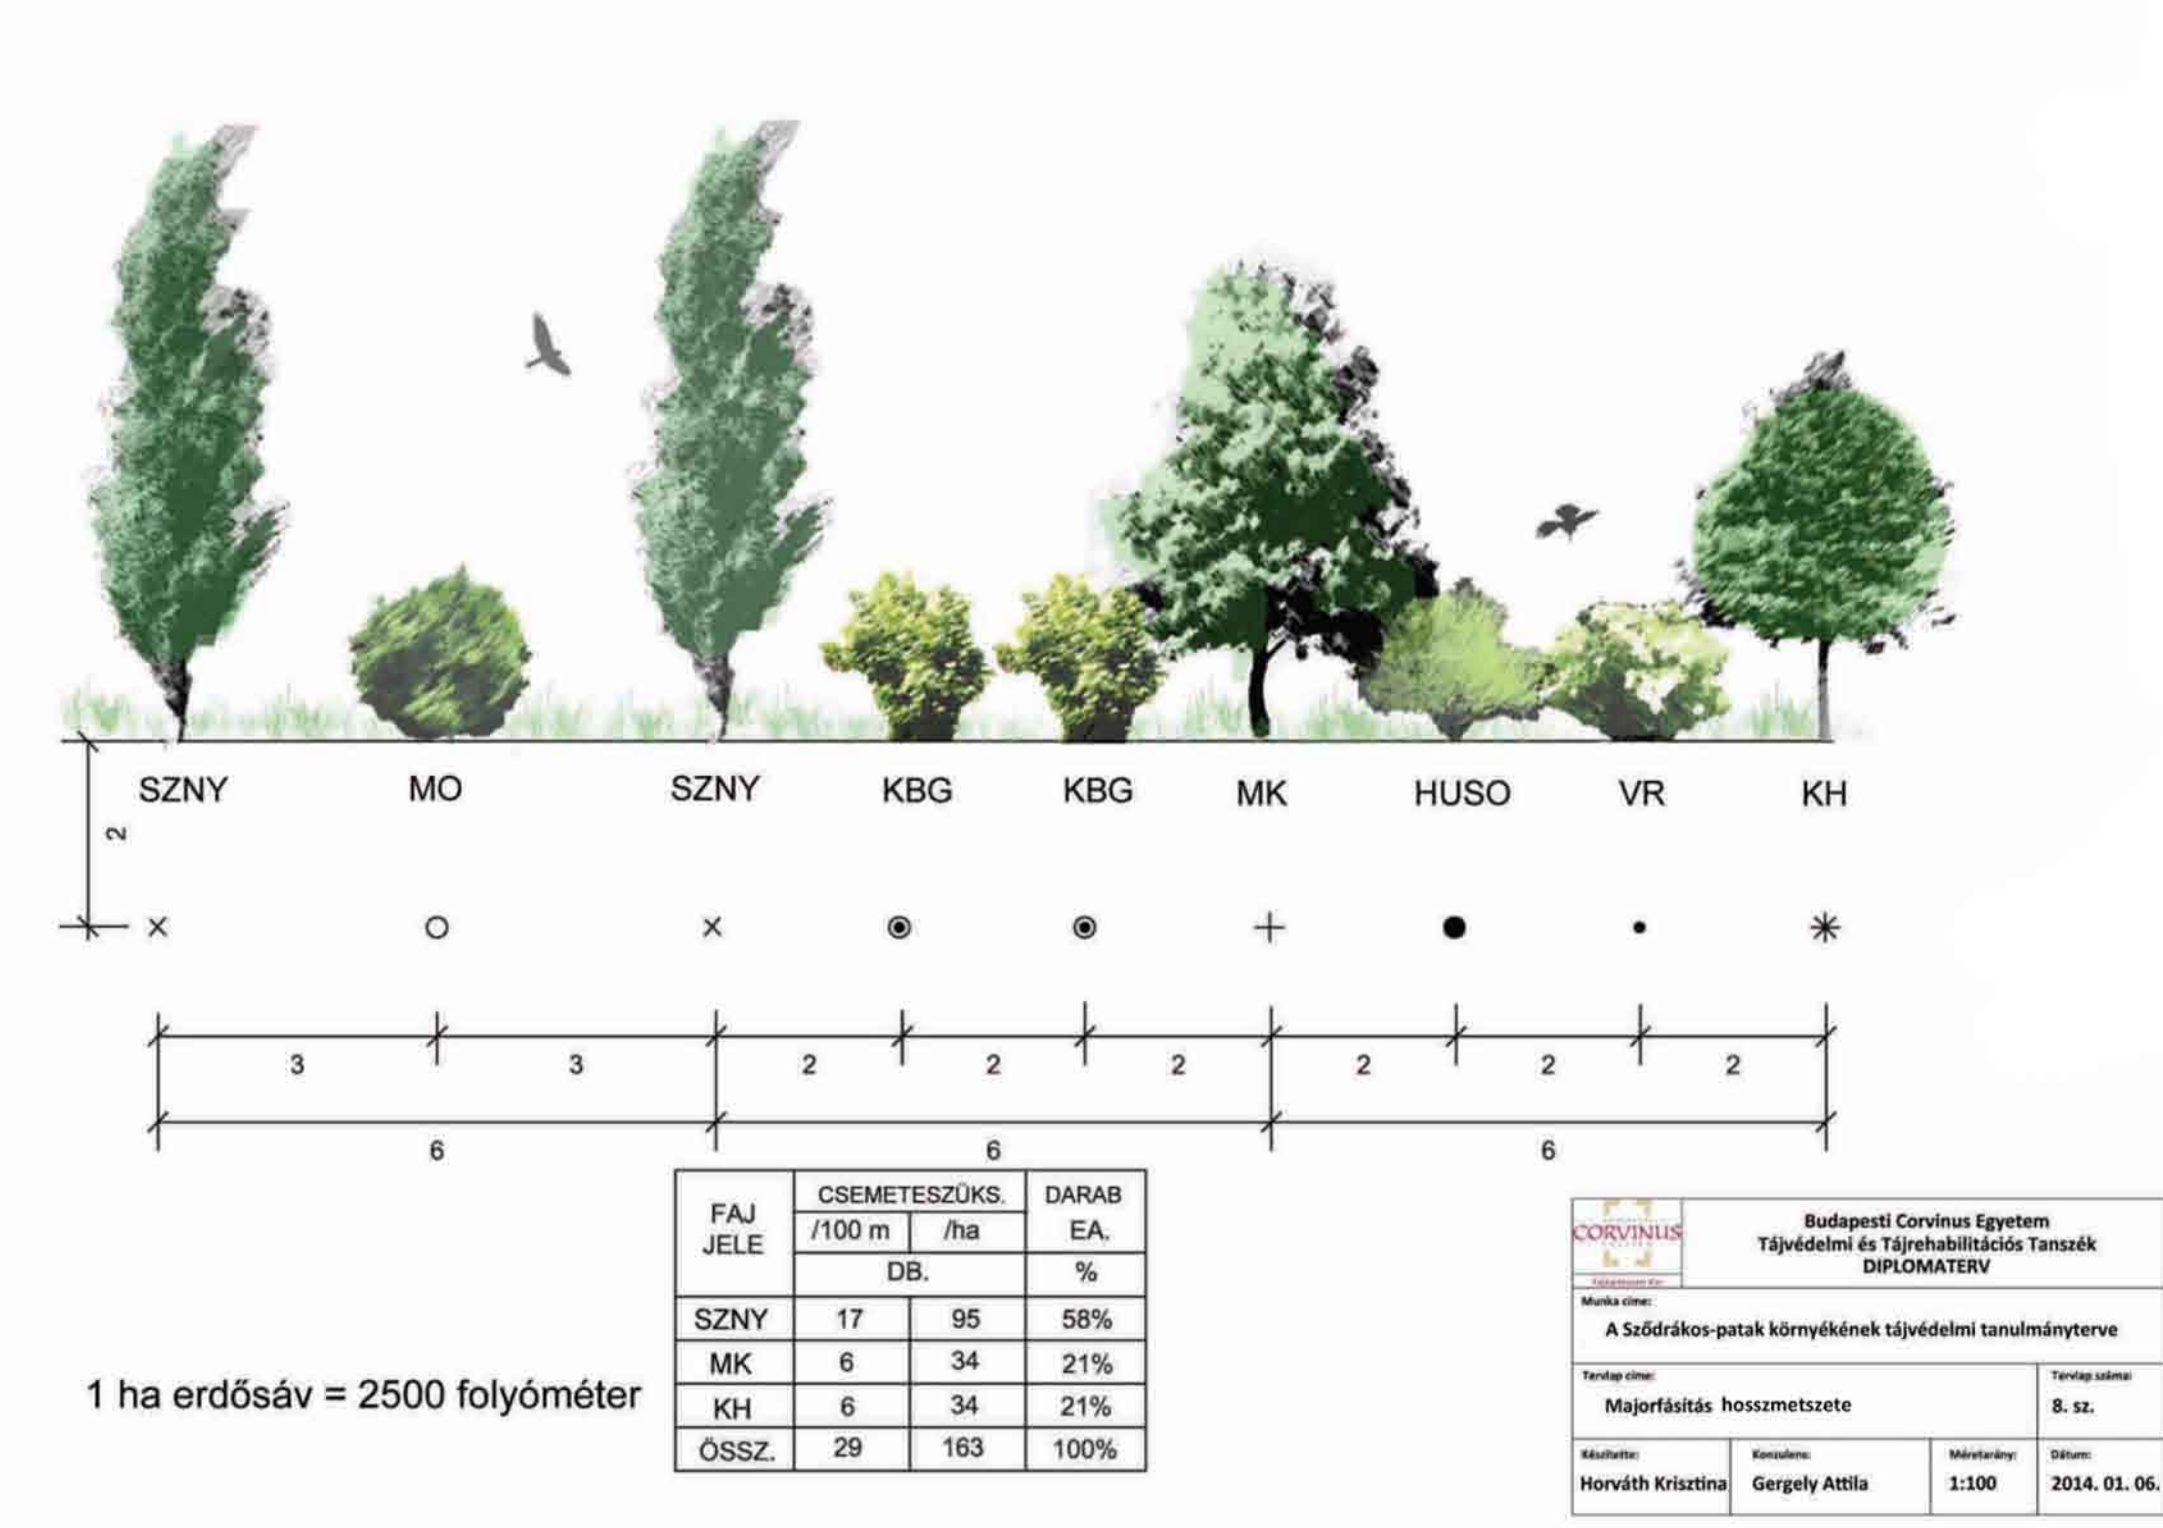 SZNY MO SZNY KBG KBG MK HUSO VR KH
2
3 3 2 2 2 2 2 2
6 6 6
FAJ JELE CSEMETESZÜKS. DARAB EA.
/100 m /ha
DB. %
SZNY 17 95 58%
MK 6 34 21%
KH 6 34 21%
ÖSSZ. 29 163 100%
1 ha erdősáv = 2500 folyóméter
CORVINUS
Budapesti Corvinus Egyetem
Tájvédelmi és Tájrehabilitációs Tanszék
DIPLOMATERV
Munka címe:
A Sződrákos-patak környékének tájvédelmi tanulmányterve
Tervlap címe:
Majorfásítás hosszmetszete
Tervlap száma:
8. sz.
Készítette:
Horváth Krisztina
Konzulens:
Gergely Attila
Méretarány:
1:100
Dátum:
2014. 01. 06.